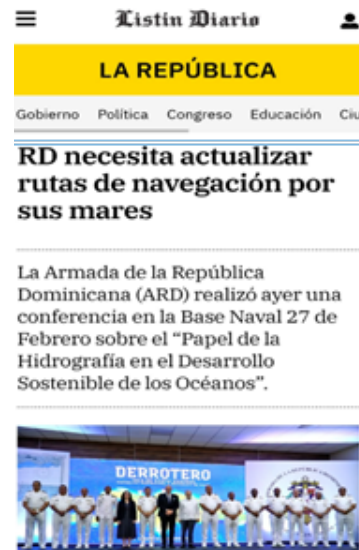 Listín Diario
LA REPÚBLICA
Gobierno Política Congreso Educación Ciu
RD necesita actualizar
rutas de navegación por
sus mares
La Armada de la República
Dominicana (ARD) realizó ayer una
conferencia en la Base Naval 27 de
Febrero sobre el “Papel de la
Hidrografía en el Desarrollo
Sostenible de los Océanos”.
DERROTERO